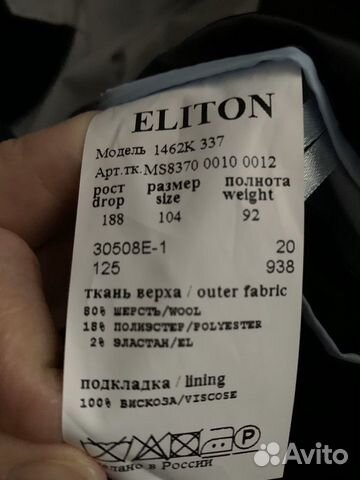 ELITON
Модель 1462K 337
Арт.тк. MS8370 0010 0012
рост размер полнота
drop size weight
188 104 92
30508E-1 20
125 938
ткань верха / outer fabric
80% ШЕРСТЬ/WOOL
18% ПОЛИЭСТЕР/POLYESTER
2% ЭЛАСТАН/EL
подкладка / lining
100% ВИСКОЗА/VISCOSE
P
Сделано в России
Avito